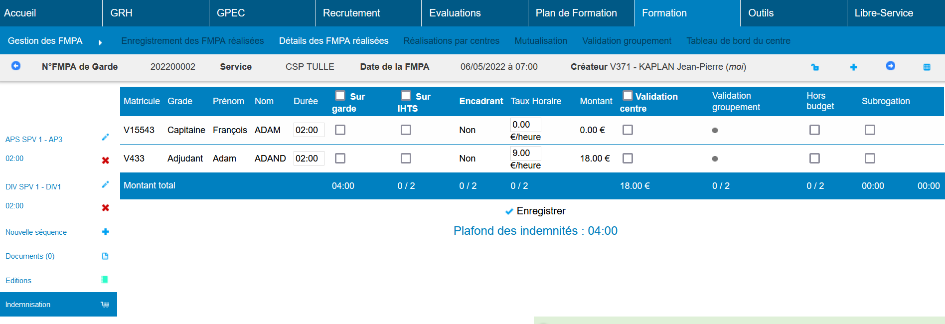 Accueil GRH GPEC Recrutement Evaluations Plan de Formation Formation Outils Libre-Service
Gestion des FMPA Enregistrement des FMPA réalisées Détails des FMPA réalisées Réalisations par centres Mutualisation Validation groupement Tableau de bord du centre
N°FMPA de Garde 202200002 Service CSP TULLE Date de la FMPA 06/05/2022 à 07:00 Créateur V371 - KAPLAN Jean-Pierre (moi)
Matricule Grade Prénom Nom Durée Sur garde Sur IHTS Encadrant Taux Horaire Montant Validation centre Validation groupement Hors budget Subrogation
V15543 Capitaine François ADAM 02:00 Non 0.00 €/heure 0.00 €
V433 Adjudant Adam ADAND 02:00 Non 9.00 €/heure 18.00 €
Montant total 04:00 0 / 2 0 / 2 0 / 2 18.00 € 0 / 2 0 / 2 00:00 00:00
Enregistrer
Plafond des indemnités : 04:00
APS SPV 1 - AP3
02:00
DIV SPV 1 - DIV1
02:00
Nouvelle séquence
Documents (0)
Editions
Indemnisation